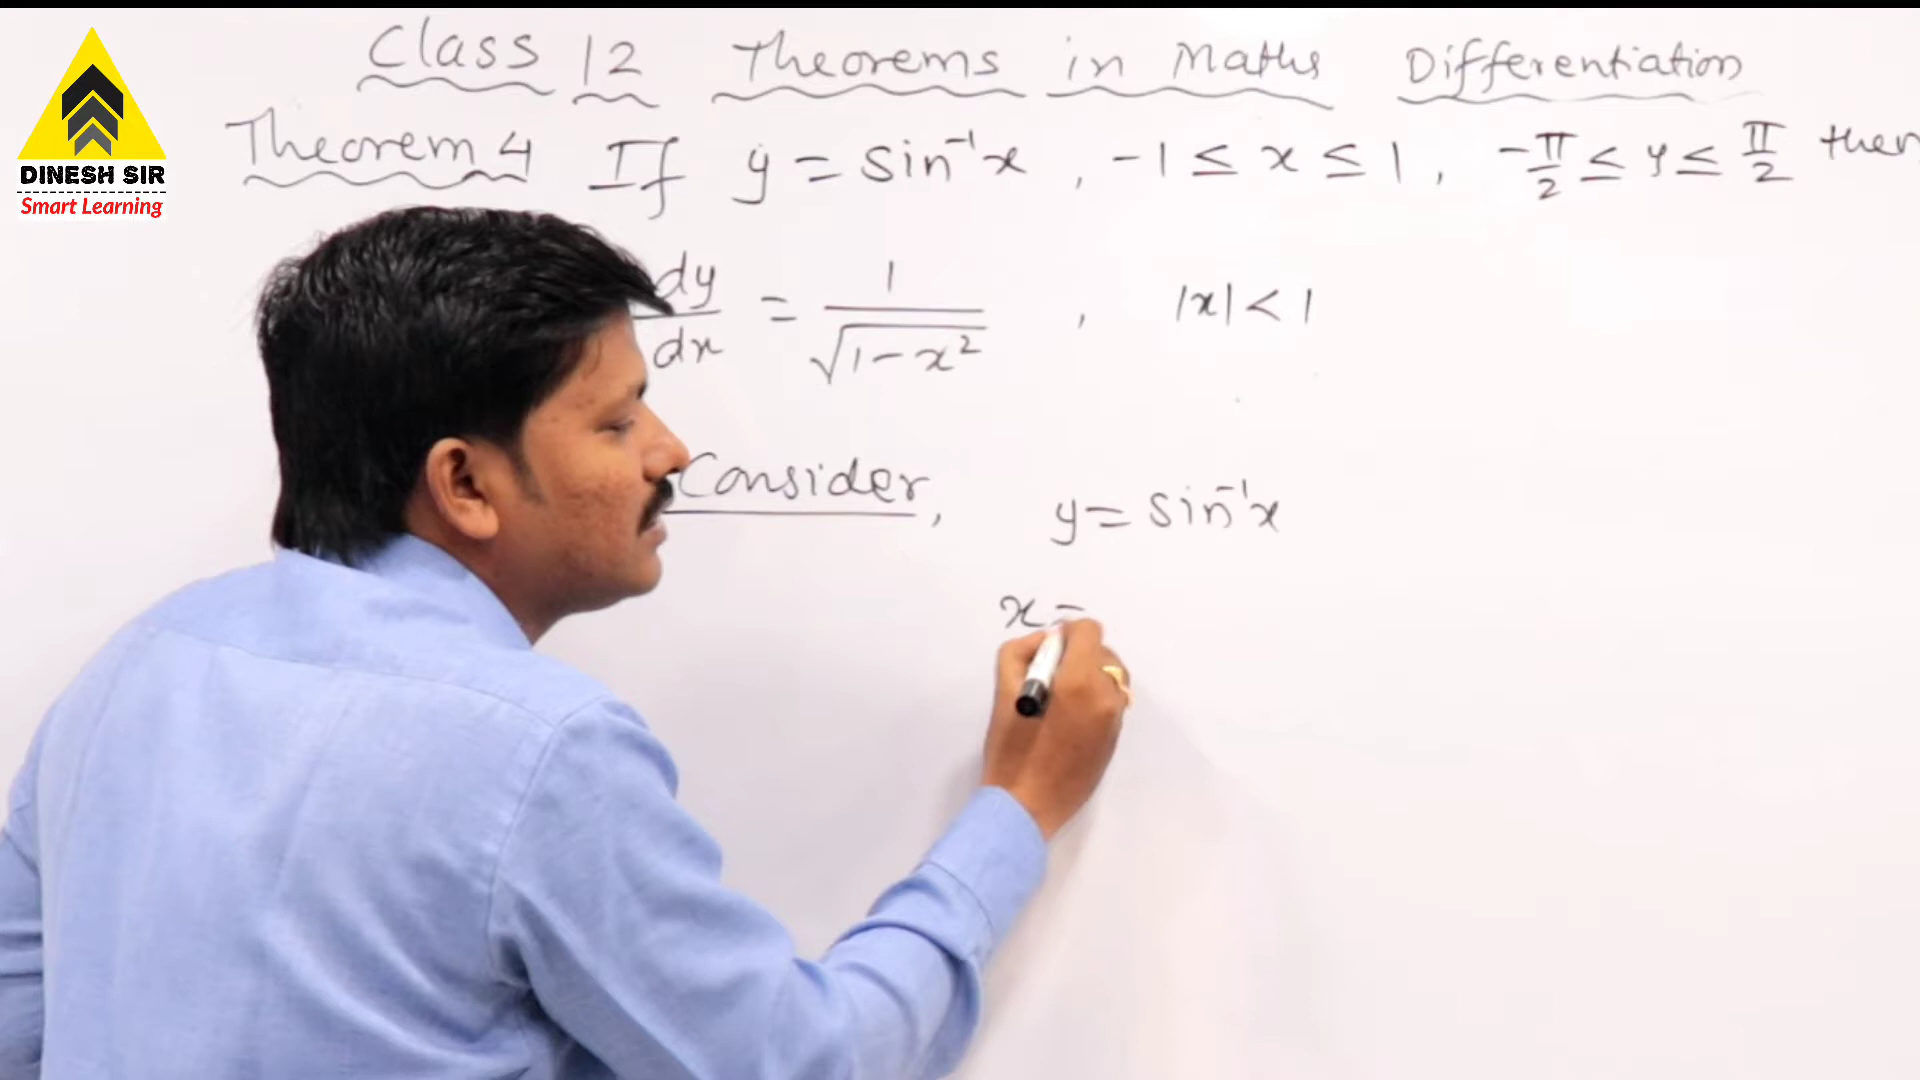 Class 12 Theorems in Maths Differentiation
DINESH SIR
Smart Learning
Theorem 4 If y = sin⁻¹x , -1 ≤ x ≤ 1 , -π/2 ≤ y ≤ π/2 then
dy/dx = 1/√(1-x²) , |x| < 1
Consider, y = sin⁻¹x
x =